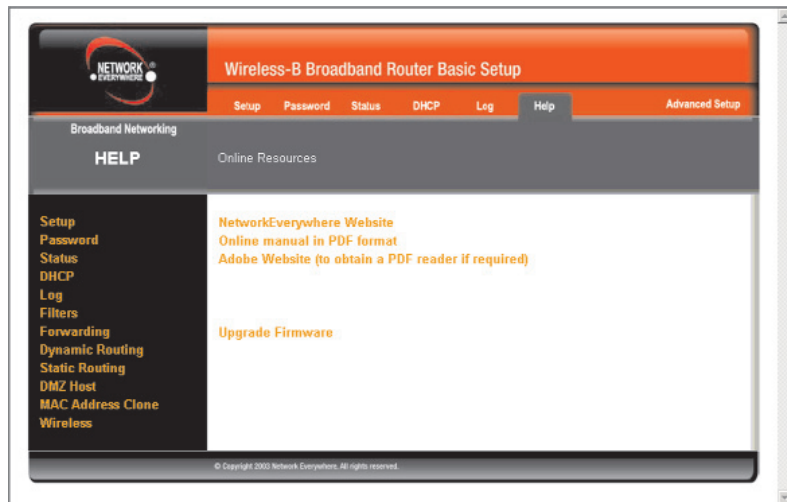 NETWORK
EVERYWHERE
Wireless-B Broadband Router Basic Setup
Setup Password Status DHCP Log Help Advanced Setup
Broadband Networking
HELP
Online Resources
Setup
Password
Status
DHCP
Log
Filters
Forwarding
Dynamic Routing
Static Routing
DMZ Host
MAC Address Clone
Wireless
NetworkEverywhere Website
Online manual in PDF format
Adobe Website (to obtain a PDF reader if required)
Upgrade Firmware
© Copyright 2003 Network Everywhere. All rights reserved.